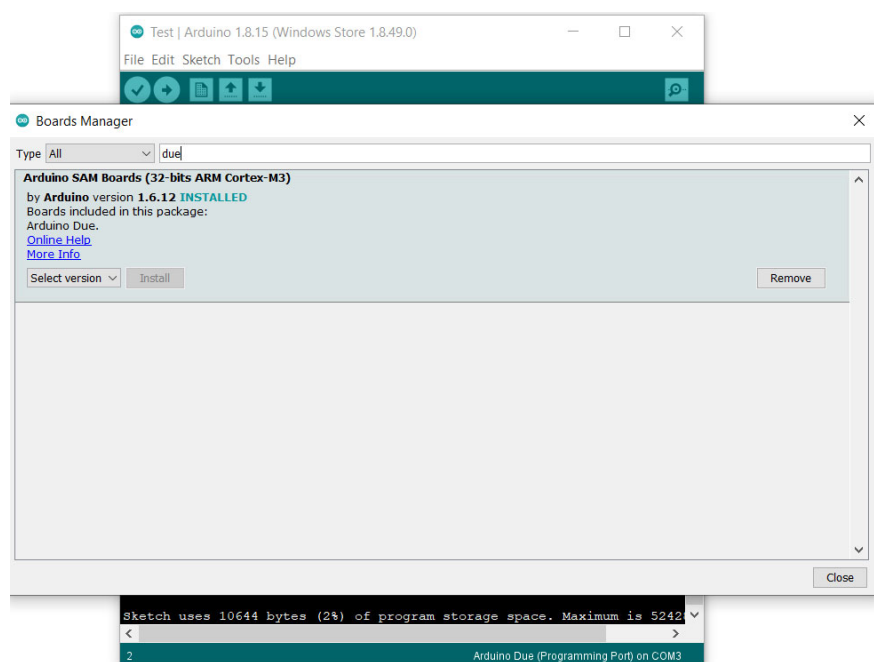 Test | Arduino 1.8.15 (Windows Store 1.8.49.0)
File Edit Sketch Tools Help
Boards Manager
Type All due
Arduino SAM Boards (32-bits ARM Cortex-M3)
by Arduino version 1.6.12 INSTALLED
Boards included in this package:
Arduino Due.
Online Help
More Info
Select version Install Remove
Close
Sketch uses 10644 bytes (2%) of program storage space. Maximum is 52428
2 Arduino Due (Programming Port) on COM3